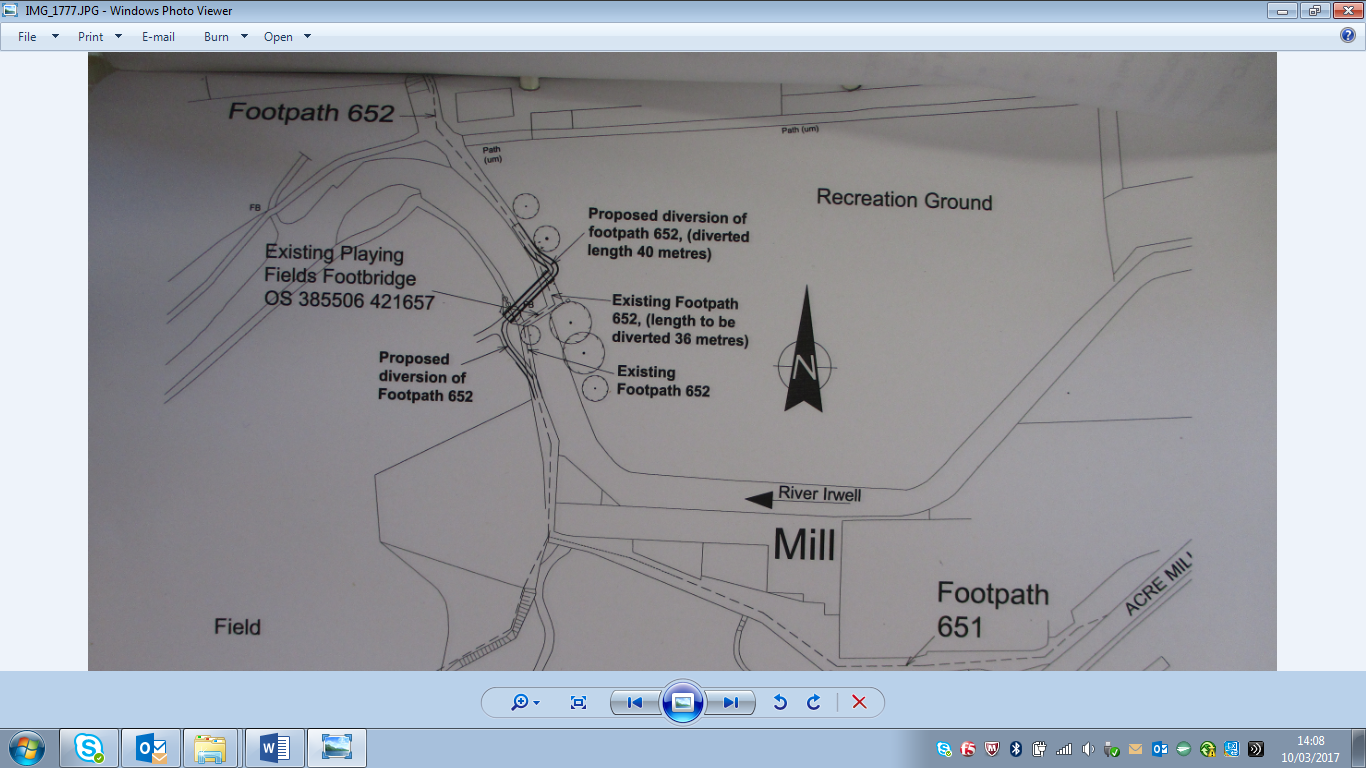 IMG_1777.JPG - Windows Photo Viewer
File Print E-mail Burn Open
Footpath 652
Path (um)
Path
(um)
Recreation Ground
FB
Proposed diversion of
footpath 652, (diverted
length 40 metres)
Existing Playing
Fields Footbridge
OS 385506 421657
FB
Existing Footpath
652, (length to be
diverted 36 metres)
N
Proposed
diversion of
Footpath 652
Existing
Footpath 652
River Irwell
Mill
Footpath
651
ACRE MILL
Field
14:08
10/03/2017